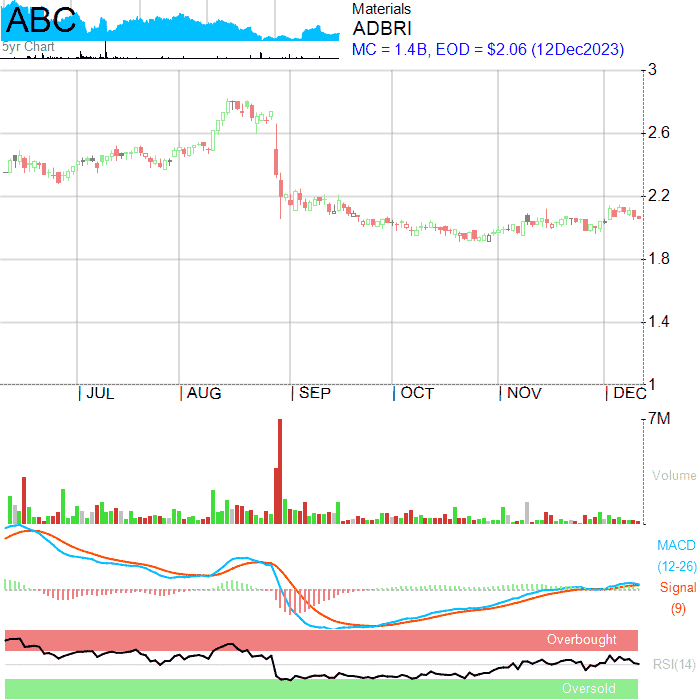 ABC
5yr Chart
Materials
ADBRI
MC = 1.4B, EOD = $2.06 (12Dec2023)
3
2.6
2.2
1.8
1.4
1
JUL AUG SEP OCT NOV DEC
7M
Volume
MACD
(12-26)
Signal
(9)
Overbought
RSI(14)
Oversold